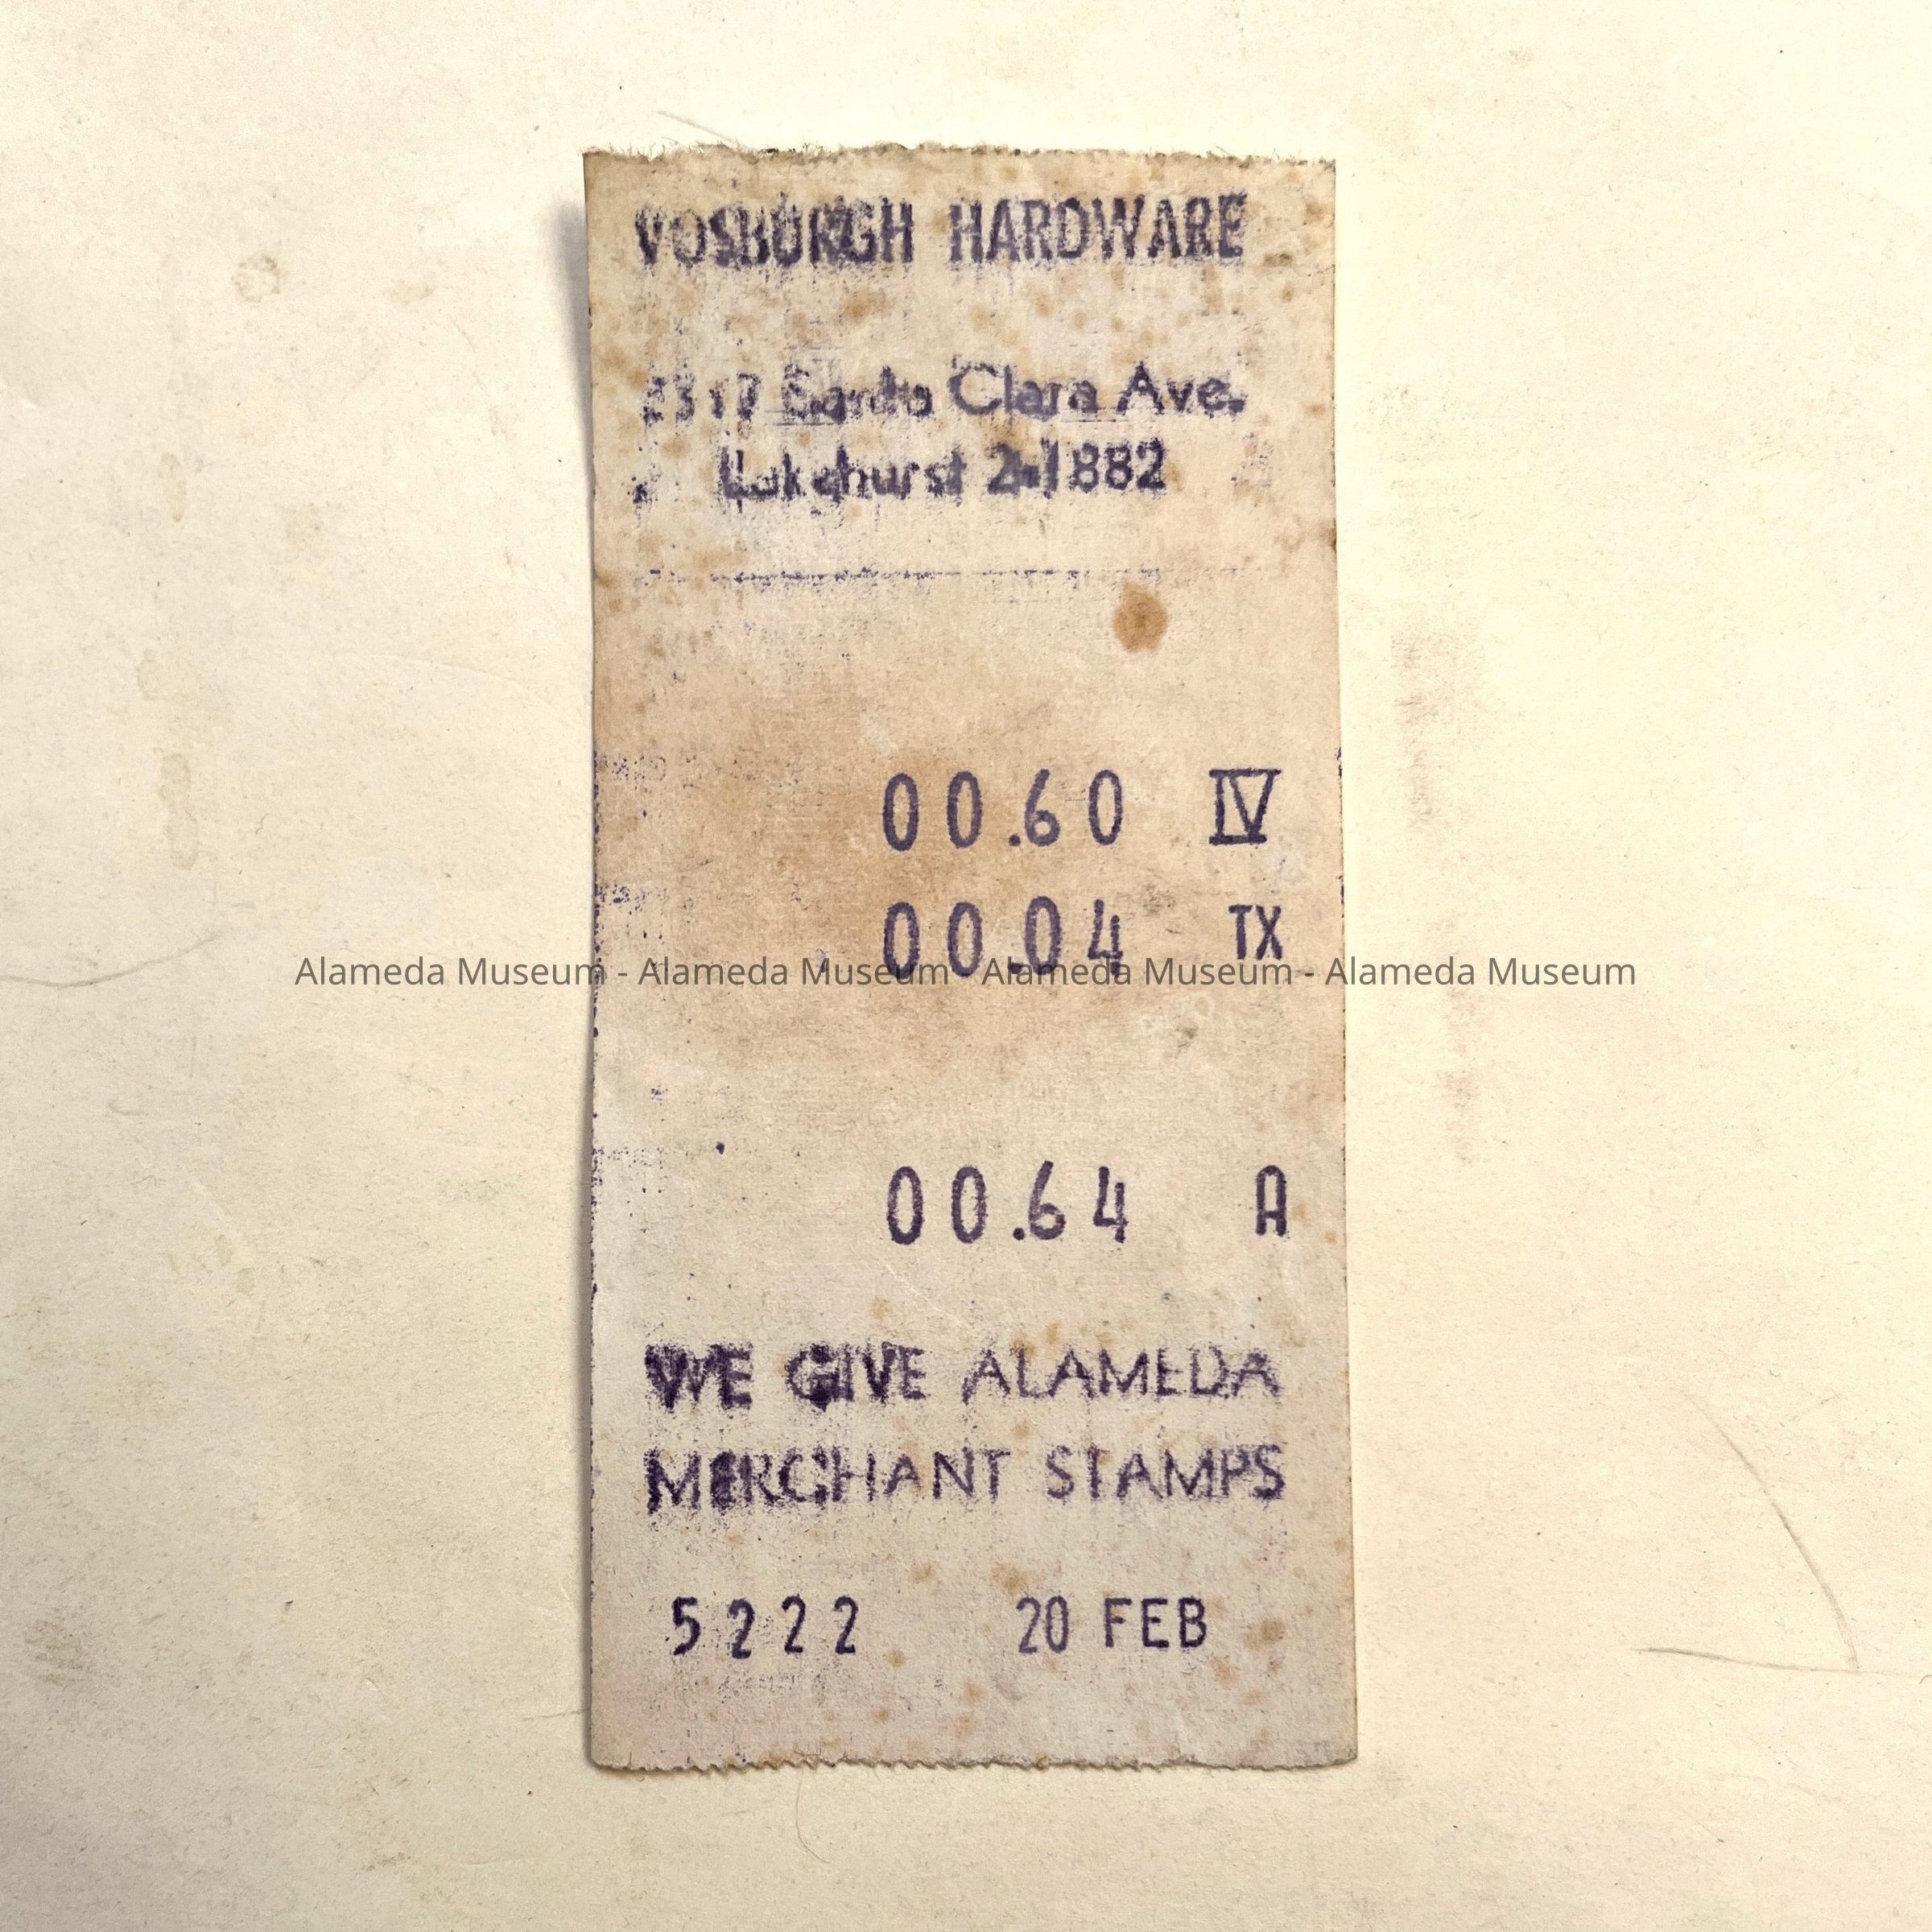 VOSBURGH HARDWARE
Santa Clara Ave.
Lakehurst 2-1882
00.60 IV
00.04 TX
Alameda Museum - Alameda Museum - Alameda Museum - Alameda Museum
00.64 A
WE GIVE ALAMEDA
MERCHANT STAMPS
5222 20 FEB